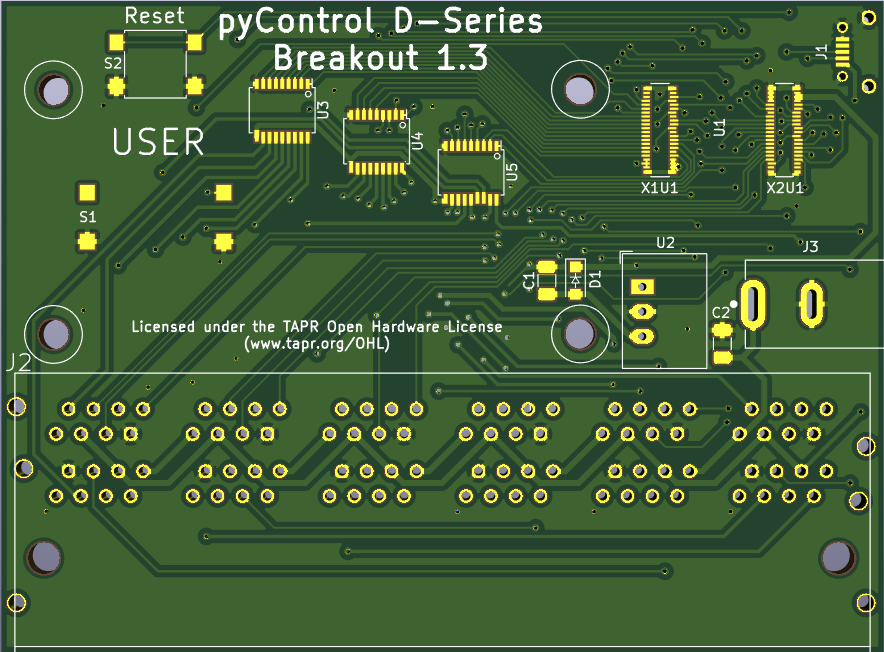 Reset
pyControl D-Series
Breakout 1.3
S2
J1
U3
U4
U5
U1
USER
X1U1
X2U1
S1
U2
J3
C1
D1
C2
Licensed under the TAPR Open Hardware License
(www.tapr.org/OHL)
J2